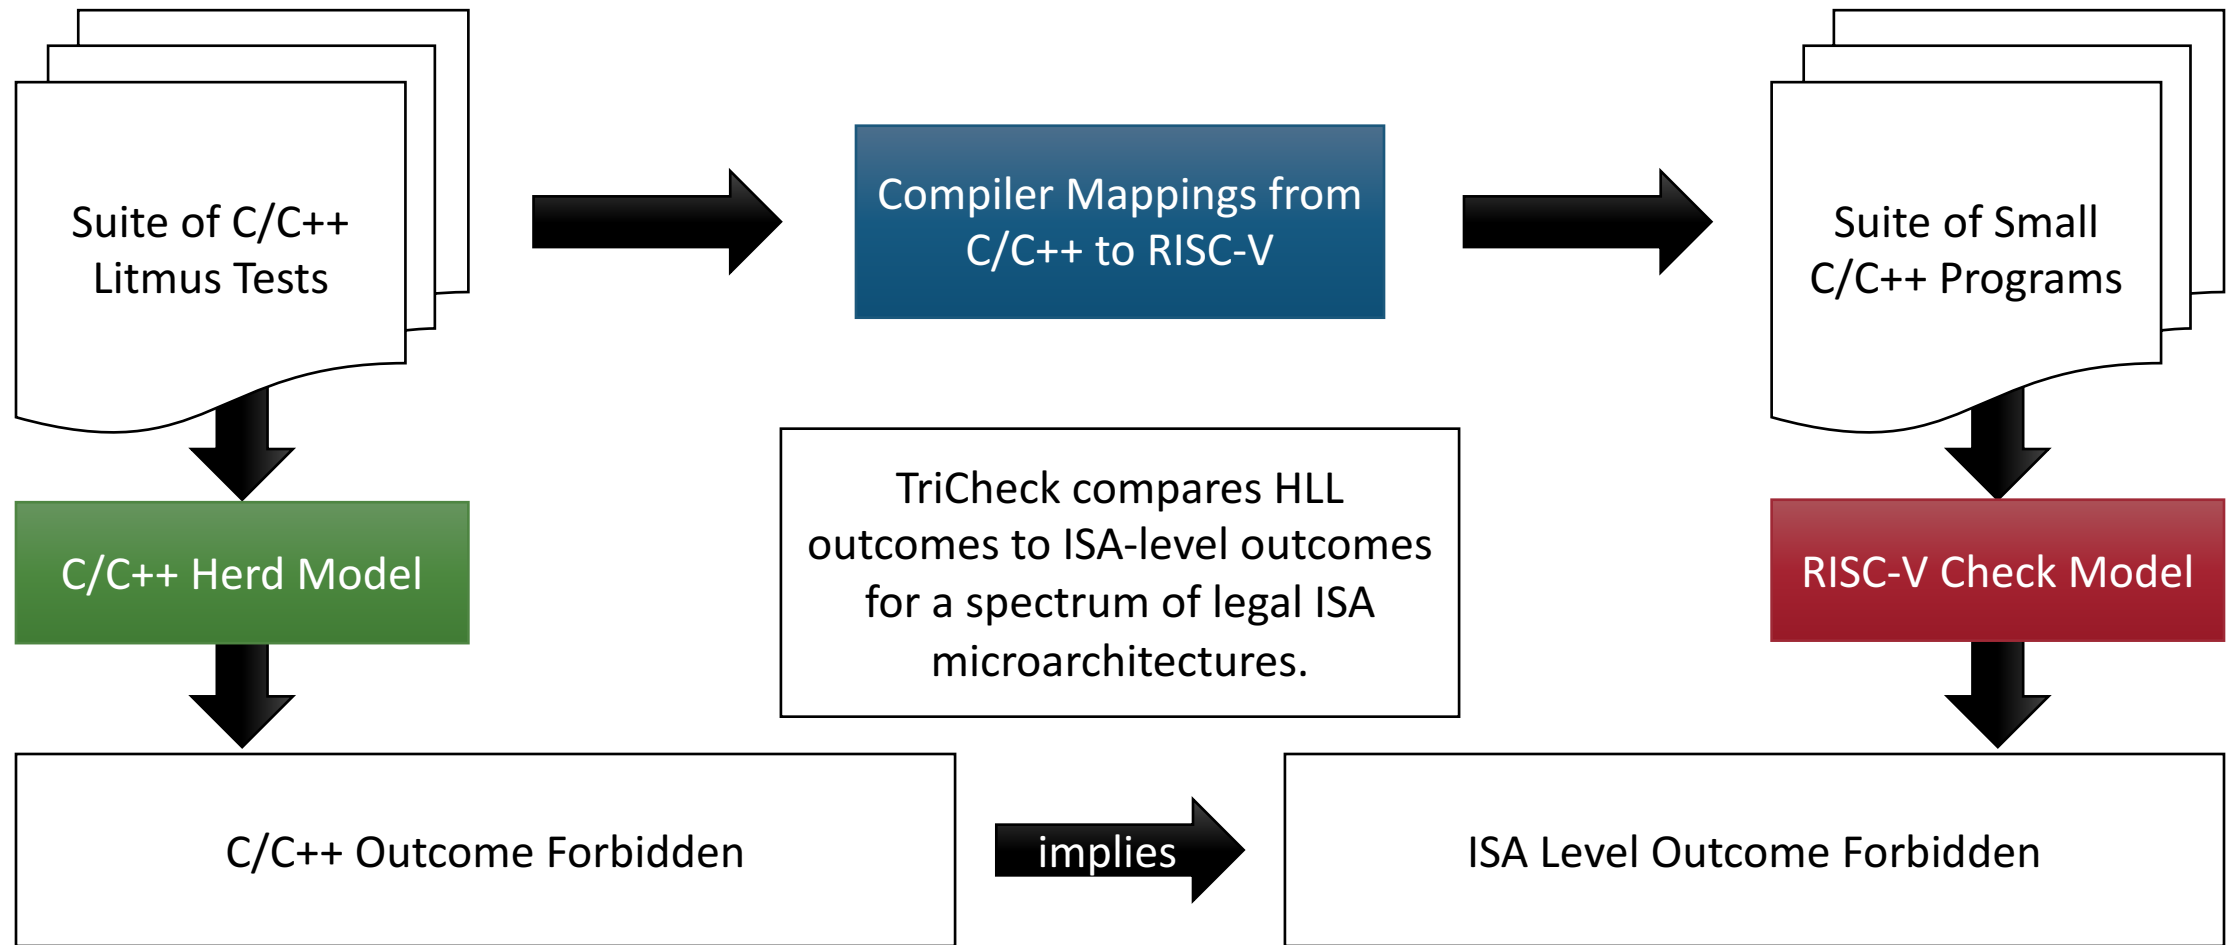 Suite of C/C++
Litmus Tests
Compiler Mappings from
C/C++ to RISC-V
Suite of Small
C/C++ Programs
C/C++ Herd Model
TriCheck compares HLL
outcomes to ISA-level outcomes
for a spectrum of legal ISA
microarchitectures.
RISC-V Check Model
C/C++ Outcome Forbidden
implies
ISA Level Outcome Forbidden